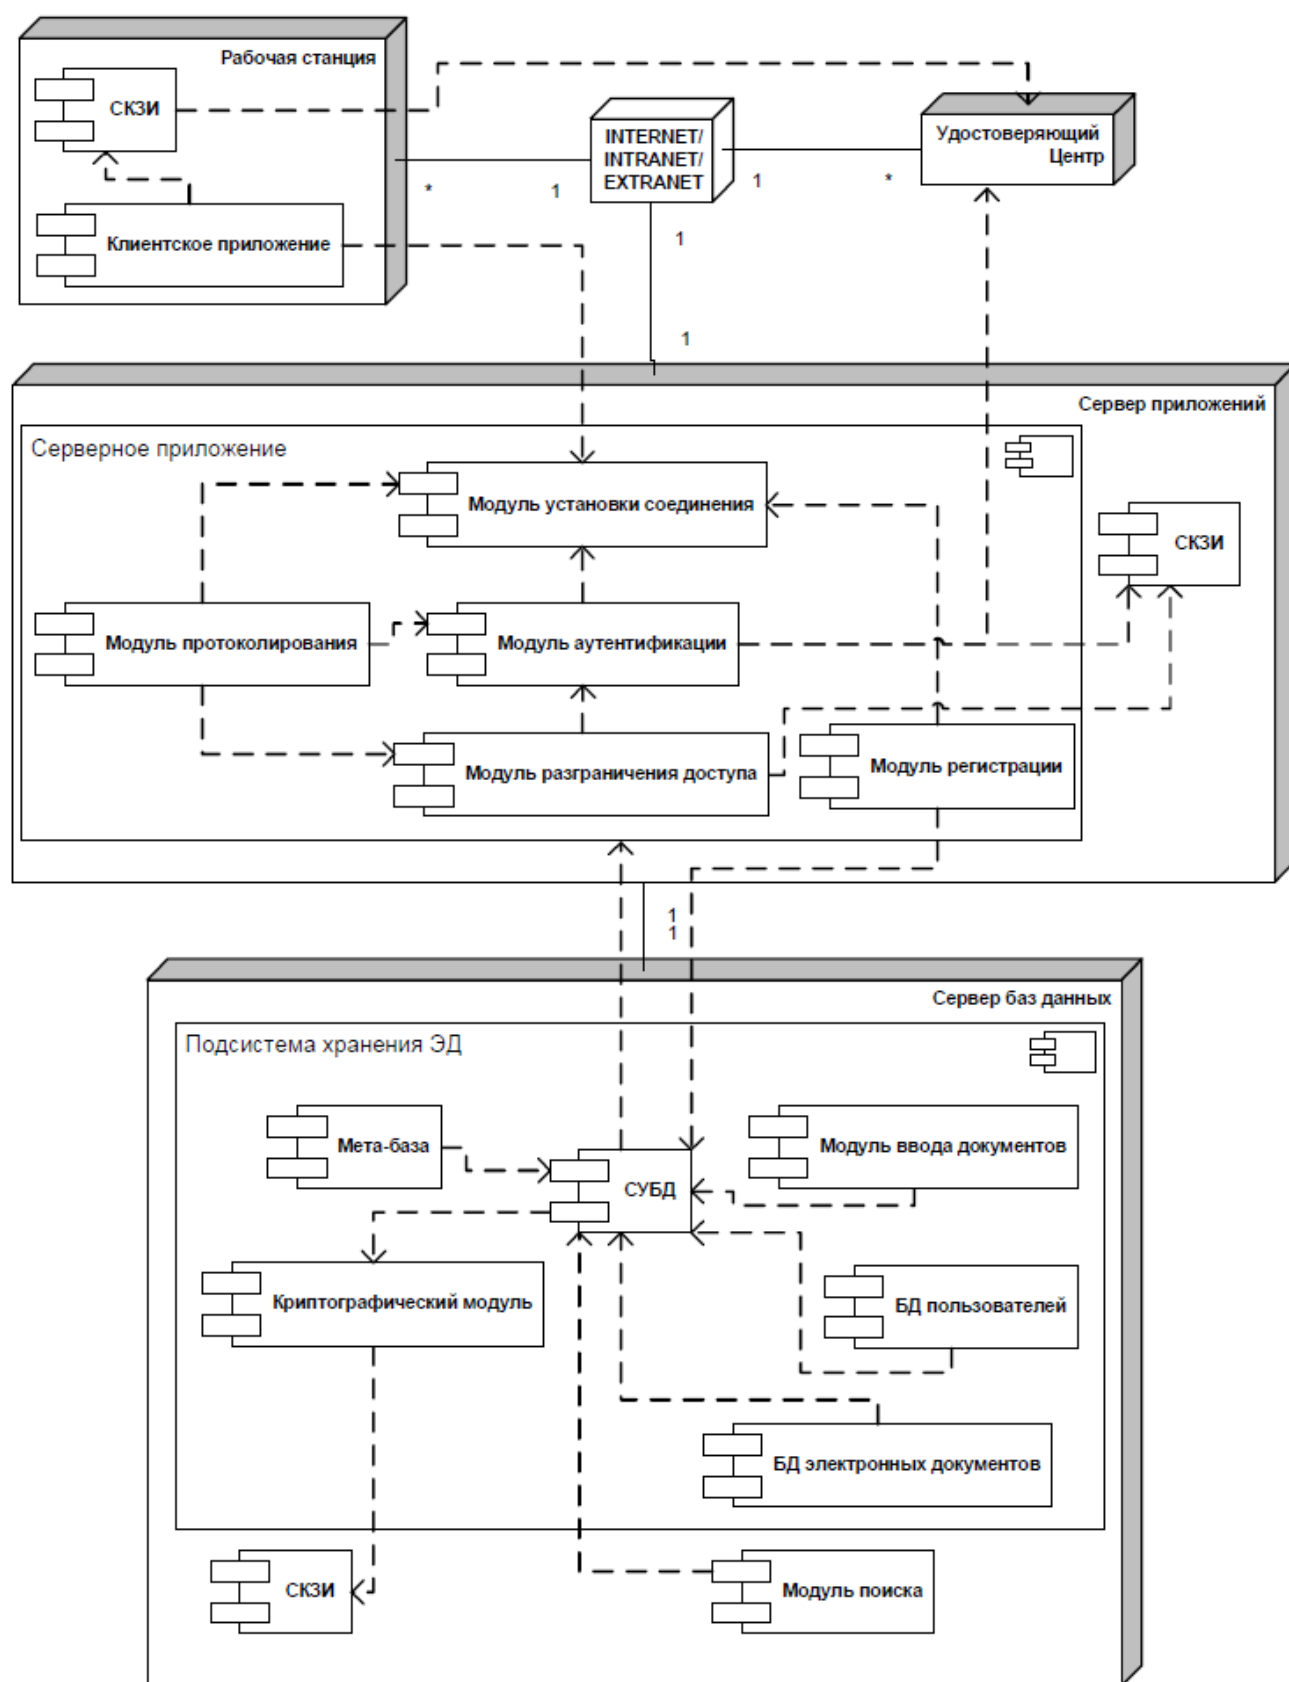 Рабочая станция
СКЗИ
Клиентское приложение
INTERNET/
INTRANET/
EXTRANET
Удостоверяющий
Центр
*
1
1
*
1
1
Сервер приложений
Серверное приложение
Модуль установки соединения
СКЗИ
Модуль протоколирования
Модуль аутентификации
Модуль разграничения доступа
Модуль регистрации
1
1
Сервер баз данных
Подсистема хранения ЭД
Мета-база
Модуль ввода документов
СУБД
Криптографический модуль
БД пользователей
БД электронных документов
СКЗИ
Модуль поиска